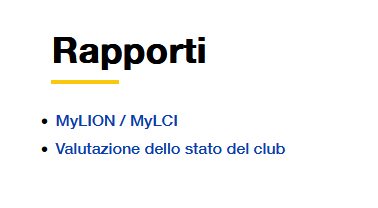 Rapporti
• MyLION / MyLCI
• Valutazione dello stato del club